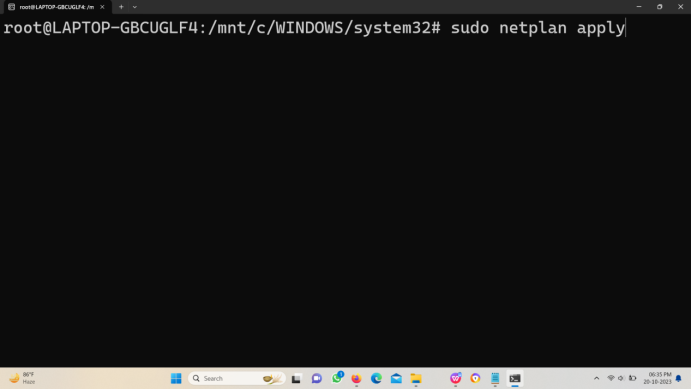 root@LAPTOP-GBCUGLF4: /m
root@LAPTOP-GBCUGLF4:/mnt/c/WINDOWS/system32# sudo netplan apply
86°F
Haze
Search
1
06:35 PM
20-10-2023